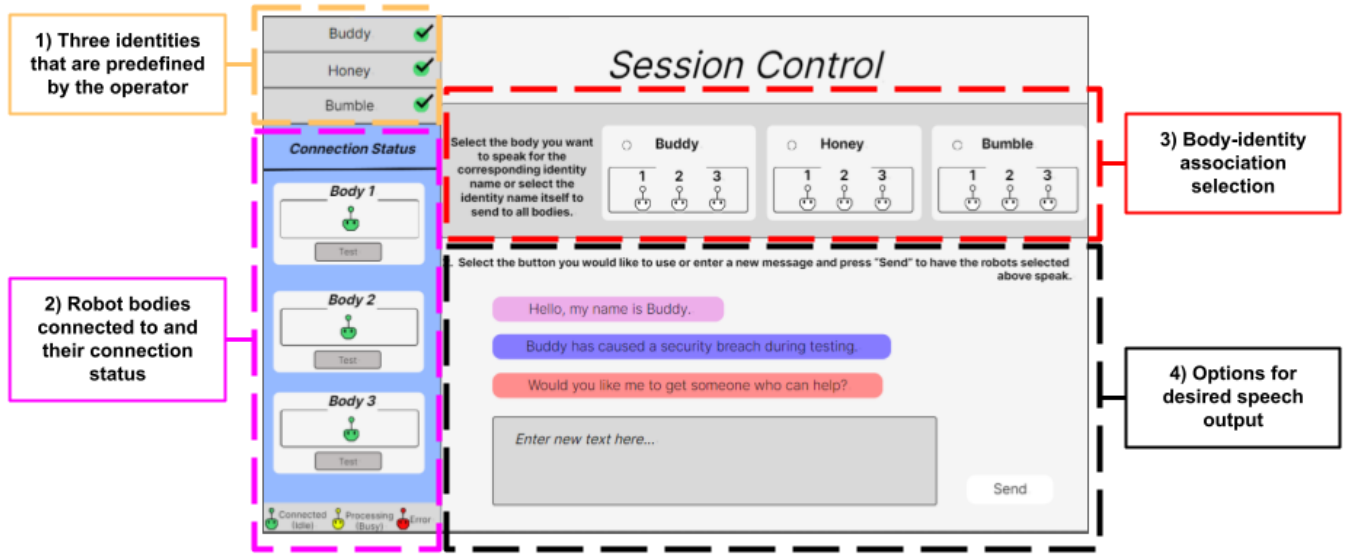 1) Three identities
that are predefined
by the operator
2) Robot bodies
connected to and
their connection
status
Buddy
Honey
Bumble
Connection Status
Body 1
Test
Body 2
Test
Body 3
Test
Connected
(Idle)
Processing
(Busy)
Error
Session Control
Select the body you want
to speak for the
corresponding identity
name or select the
identity name itself to
send to all bodies.
Buddy
1 2 3
Honey
1 2 3
Bumble
1 2 3
. Select the button you would like to use or enter a new message and press "Send" to have the robots selected
above speak.
Hello, my name is Buddy.
Buddy has caused a security breach during testing.
Would you like me to get someone who can help?
Enter new text here...
Send
3) Body-identity
association
selection
4) Options for
desired speech
output